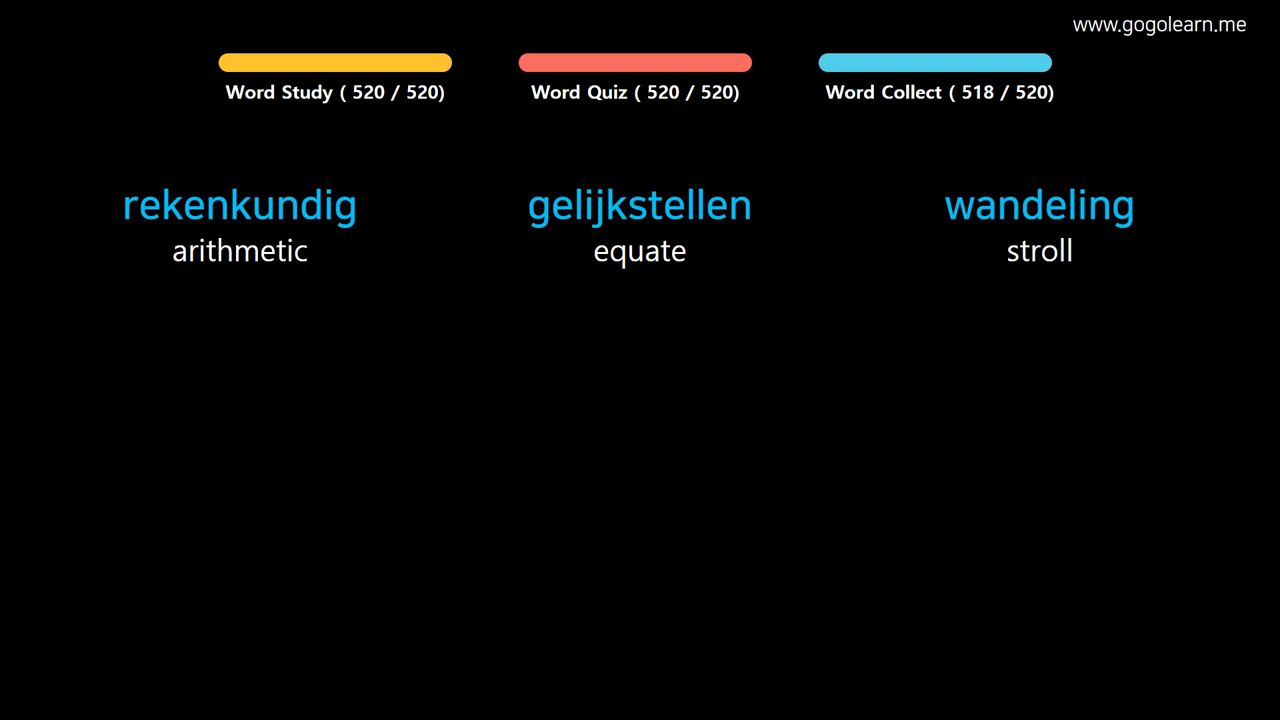 www.gogolearn.me
Word Study ( 520 / 520)
Word Quiz ( 520 / 520)
Word Collect ( 518 / 520)
rekenkundig
arithmetic
gelijkstellen
equate
wandeling
stroll